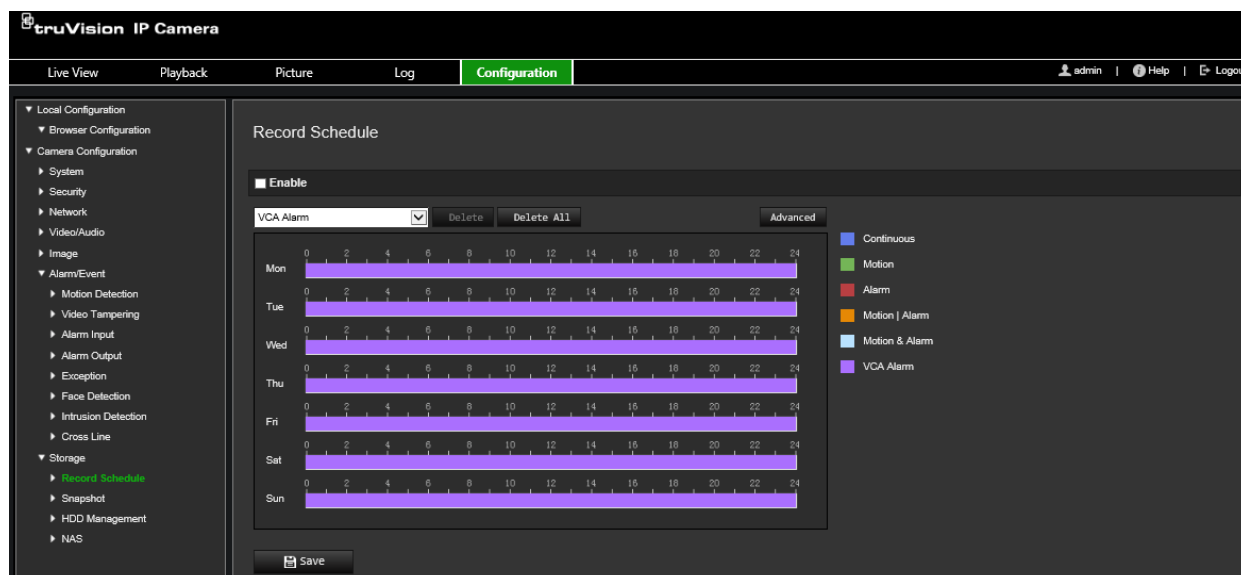 truVision IP Camera
Live View Playback Picture Log Configuration admin | Help | Logou
Local Configuration
Browser Configuration
Camera Configuration
System
Security
Network
Video/Audio
Image
Alarm/Event
Motion Detection
Video Tampering
Alarm Input
Alarm Output
Exception
Face Detection
Intrusion Detection
Cross Line
Storage
Record Schedule
Snapshot
HDD Management
NAS
Record Schedule
Enable
VCA Alarm Delete Delete All Advanced
0 2 4 6 8 10 12 14 16 18 20 22 24
Mon
0 2 4 6 8 10 12 14 16 18 20 22 24
Tue
0 2 4 6 8 10 12 14 16 18 20 22 24
Wed
0 2 4 6 8 10 12 14 16 18 20 22 24
Thu
0 2 4 6 8 10 12 14 16 18 20 22 24
Fri
0 2 4 6 8 10 12 14 16 18 20 22 24
Sat
0 2 4 6 8 10 12 14 16 18 20 22 24
Sun
Continuous
Motion
Alarm
Motion | Alarm
Motion & Alarm
VCA Alarm
Save